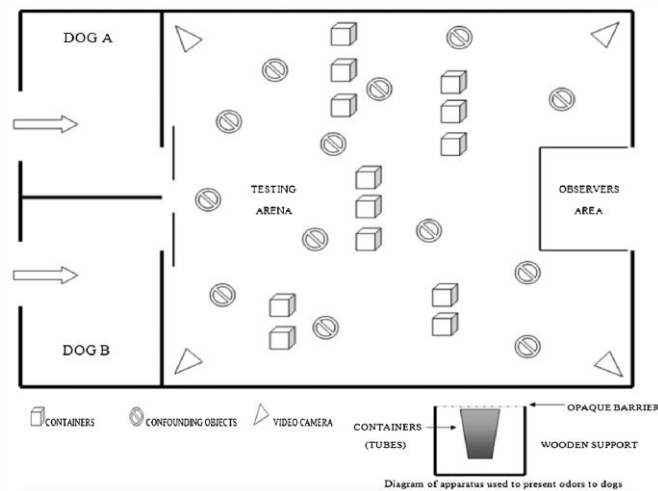 DOG A
TESTING
ARENA
OBSERVERS
AREA
DOG B
CONTAINERS
CONFOUNDING OBJECTS
VIDEO CAMERA
OPAQUE BARRIER
CONTAINERS
(TUBES)
WOODEN SUPPORT
Diagram of apparatus used to present odors to dogs